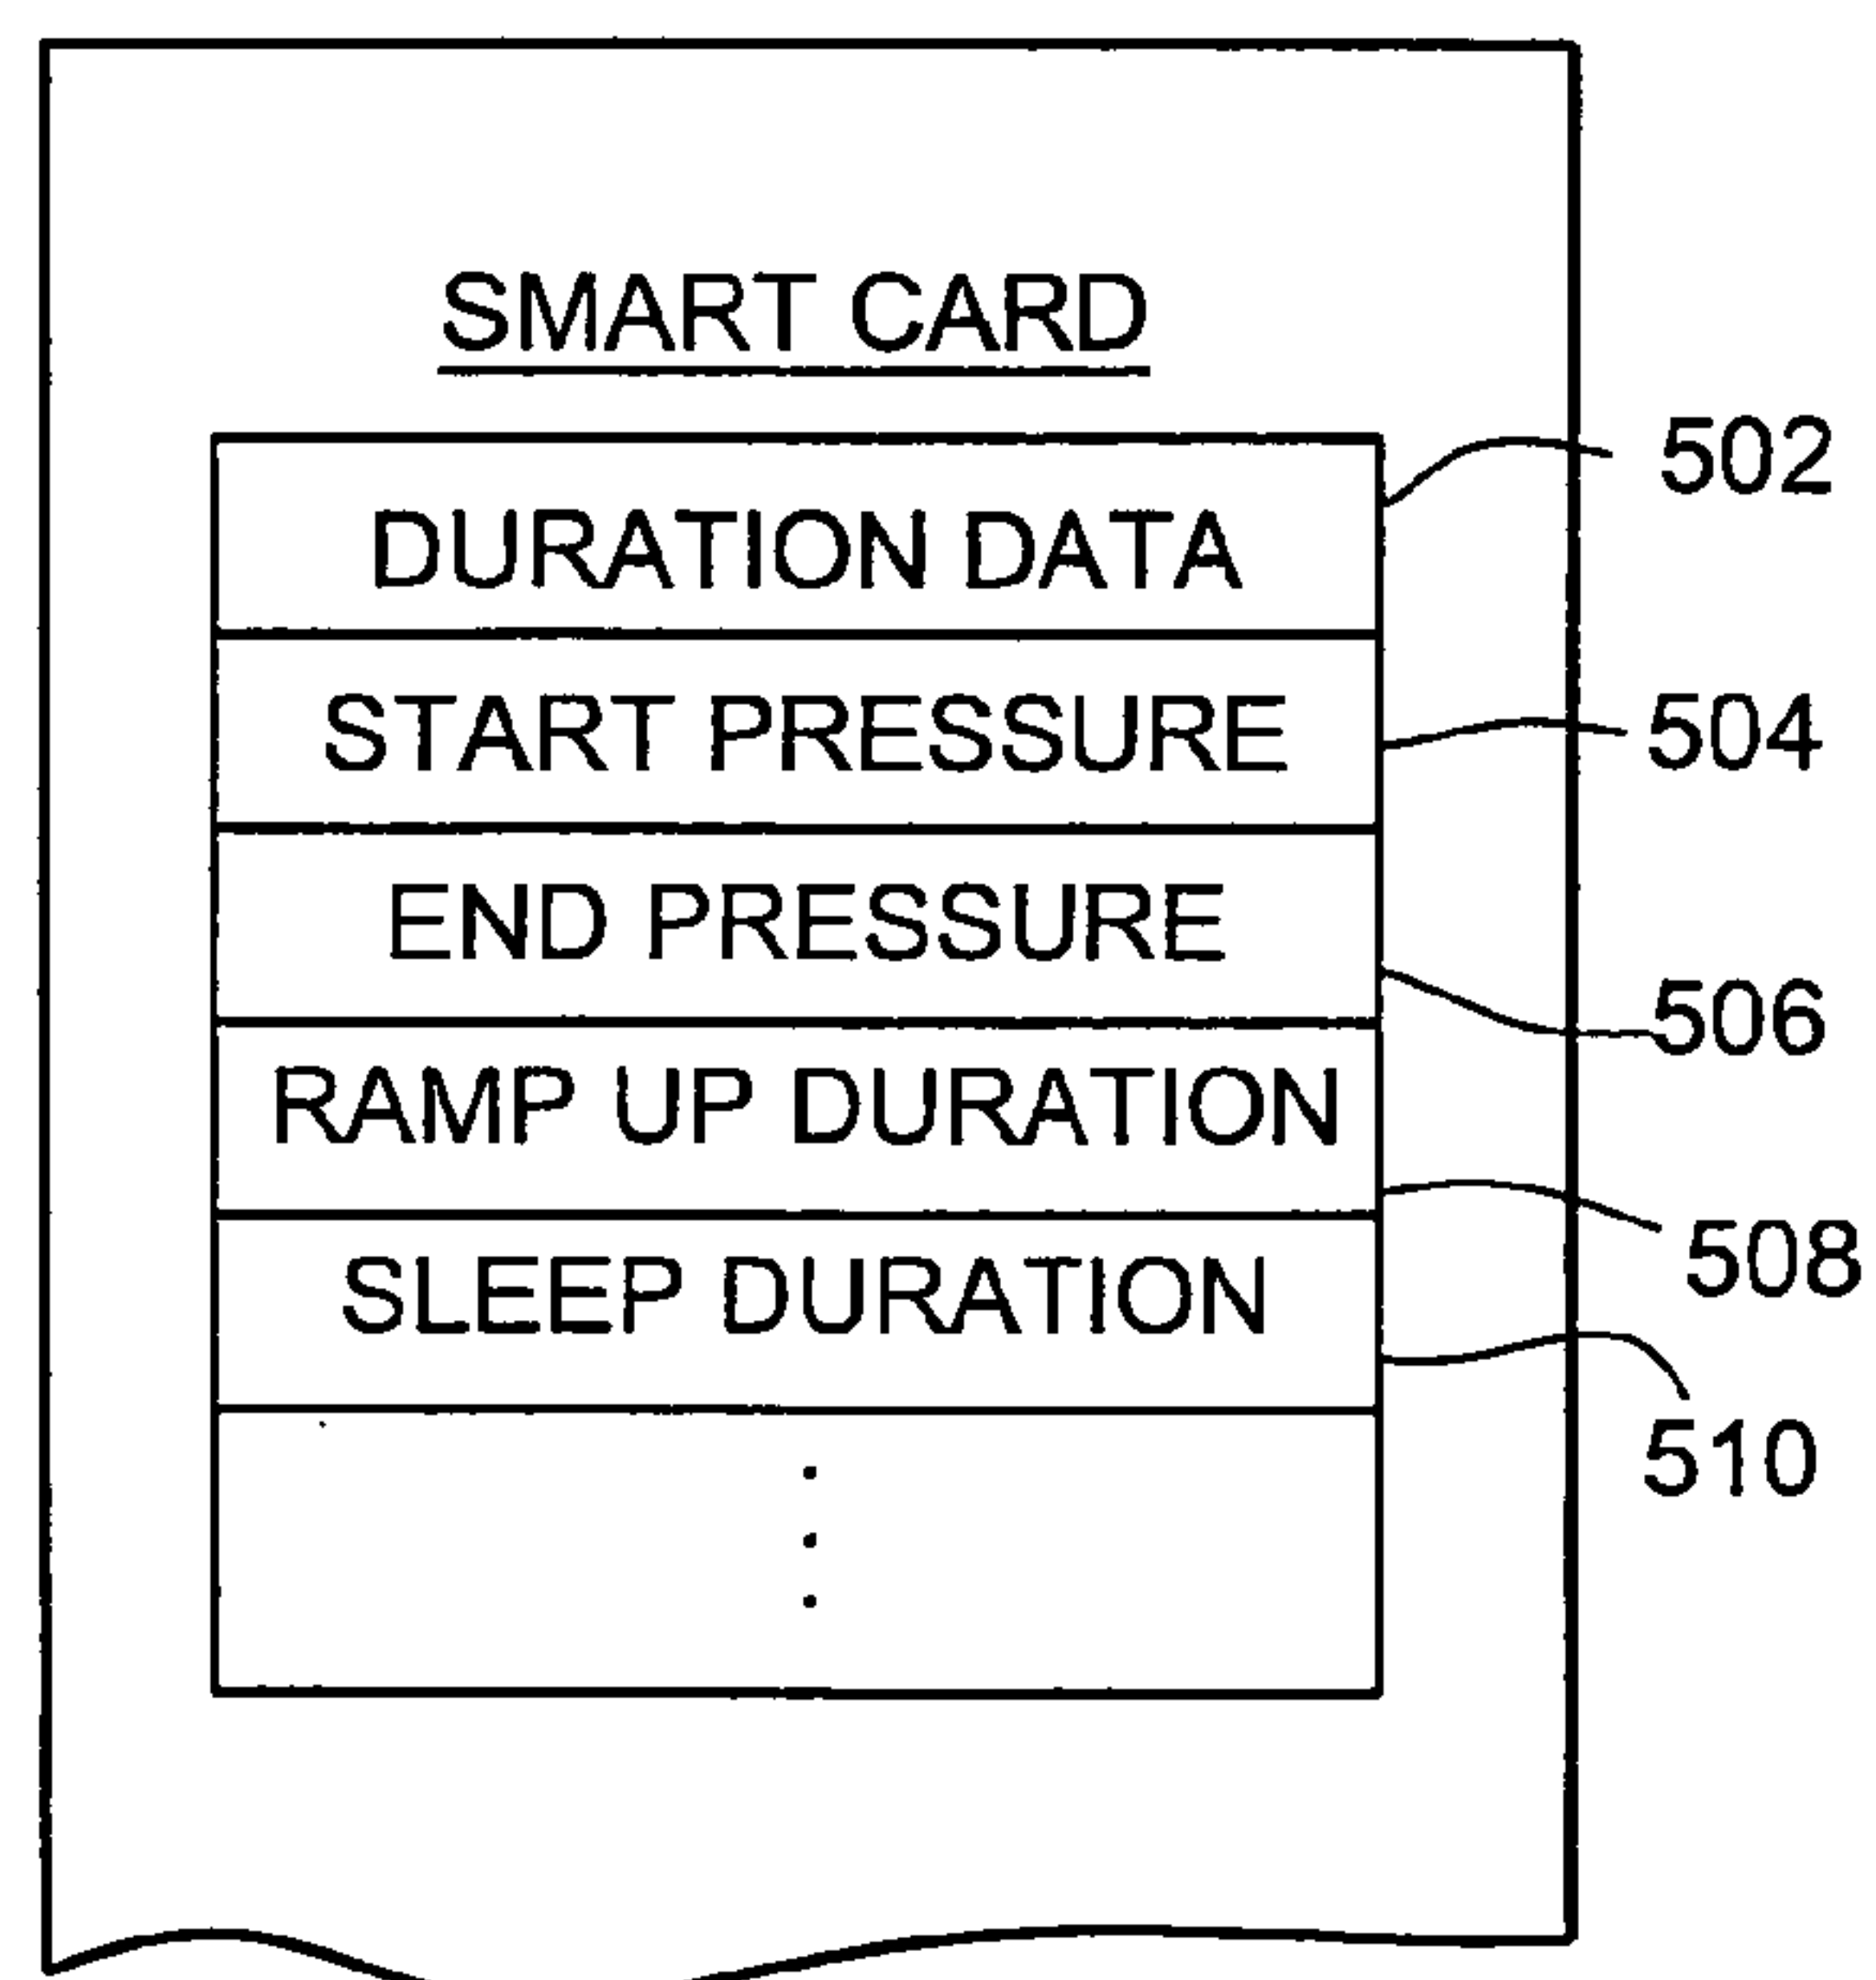 SMART CARD
DURATION DATA
502
START PRESSURE
504
END PRESSURE
506
RAMP UP DURATION
508
SLEEP DURATION
510